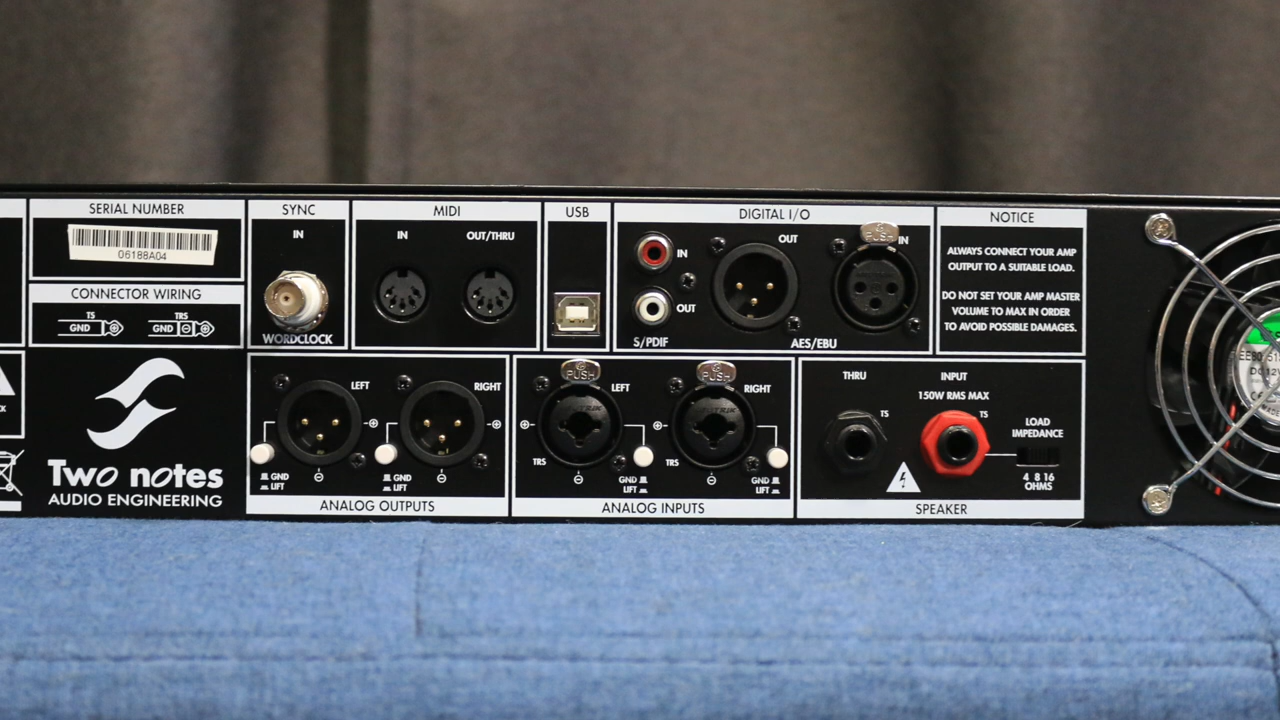 SERIAL NUMBER
06188A04
CONNECTOR WIRING
TS
GND
TRS
GND
Two notes
AUDIO ENGINEERING
SYNC
IN
WORDCLOCK
MIDI
IN
OUT/THRU
USB
DIGITAL I/O
IN
OUT
S/PDIF
OUT
PUSH
IN
AES/EBU
NOTICE
ALWAYS CONNECT YOUR AMP
OUTPUT TO A SUITABLE LOAD.
DO NOT SET YOUR AMP MASTER
VOLUME TO MAX IN ORDER
TO AVOID POSSIBLE DAMAGES.
LEFT
GND
LIFT
RIGHT
GND
LIFT
ANALOG OUTPUTS
PUSH
LEFT
TRS
GND
LIFT
PUSH
RIGHT
TRS
GND
LIFT
ANALOG INPUTS
THRU
TS
INPUT
150W RMS MAX
TS
LOAD
IMPEDANCE
4 8 16
OHMS
SPEAKER